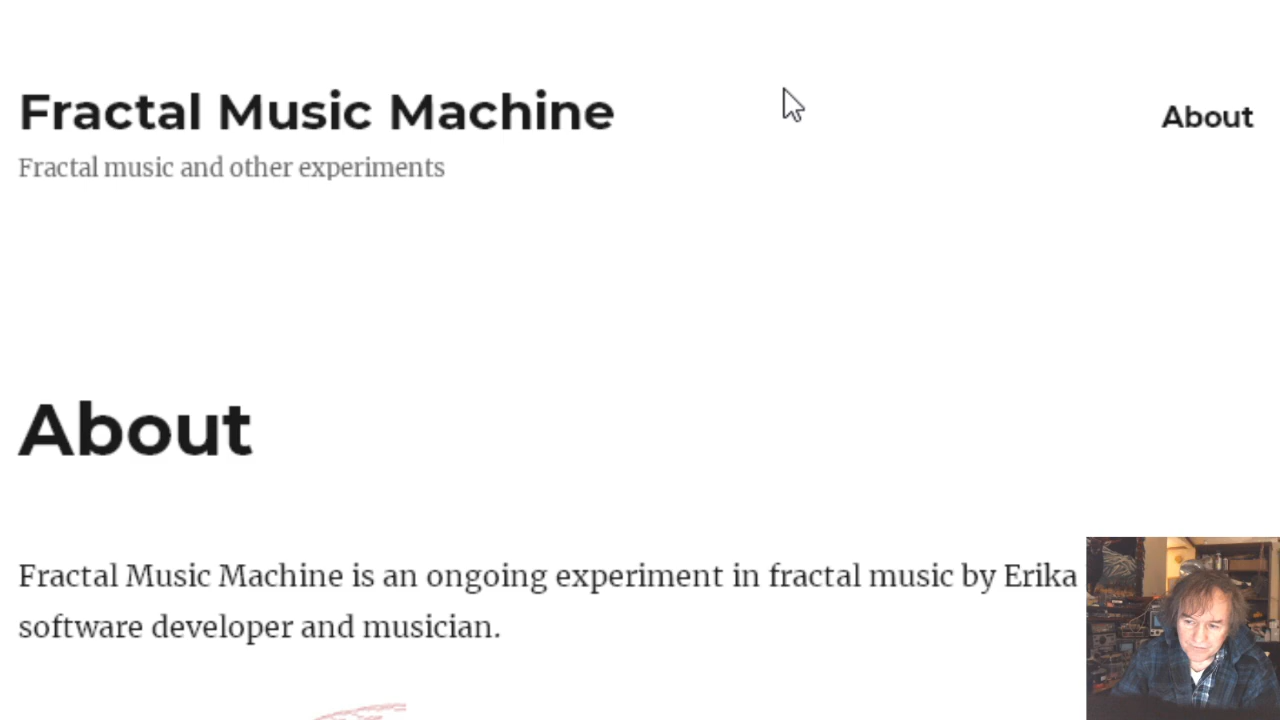 Fractal Music Machine
About
Fractal music and other experiments
About
Fractal Music Machine is an ongoing experiment in fractal music by Erika
software developer and musician.